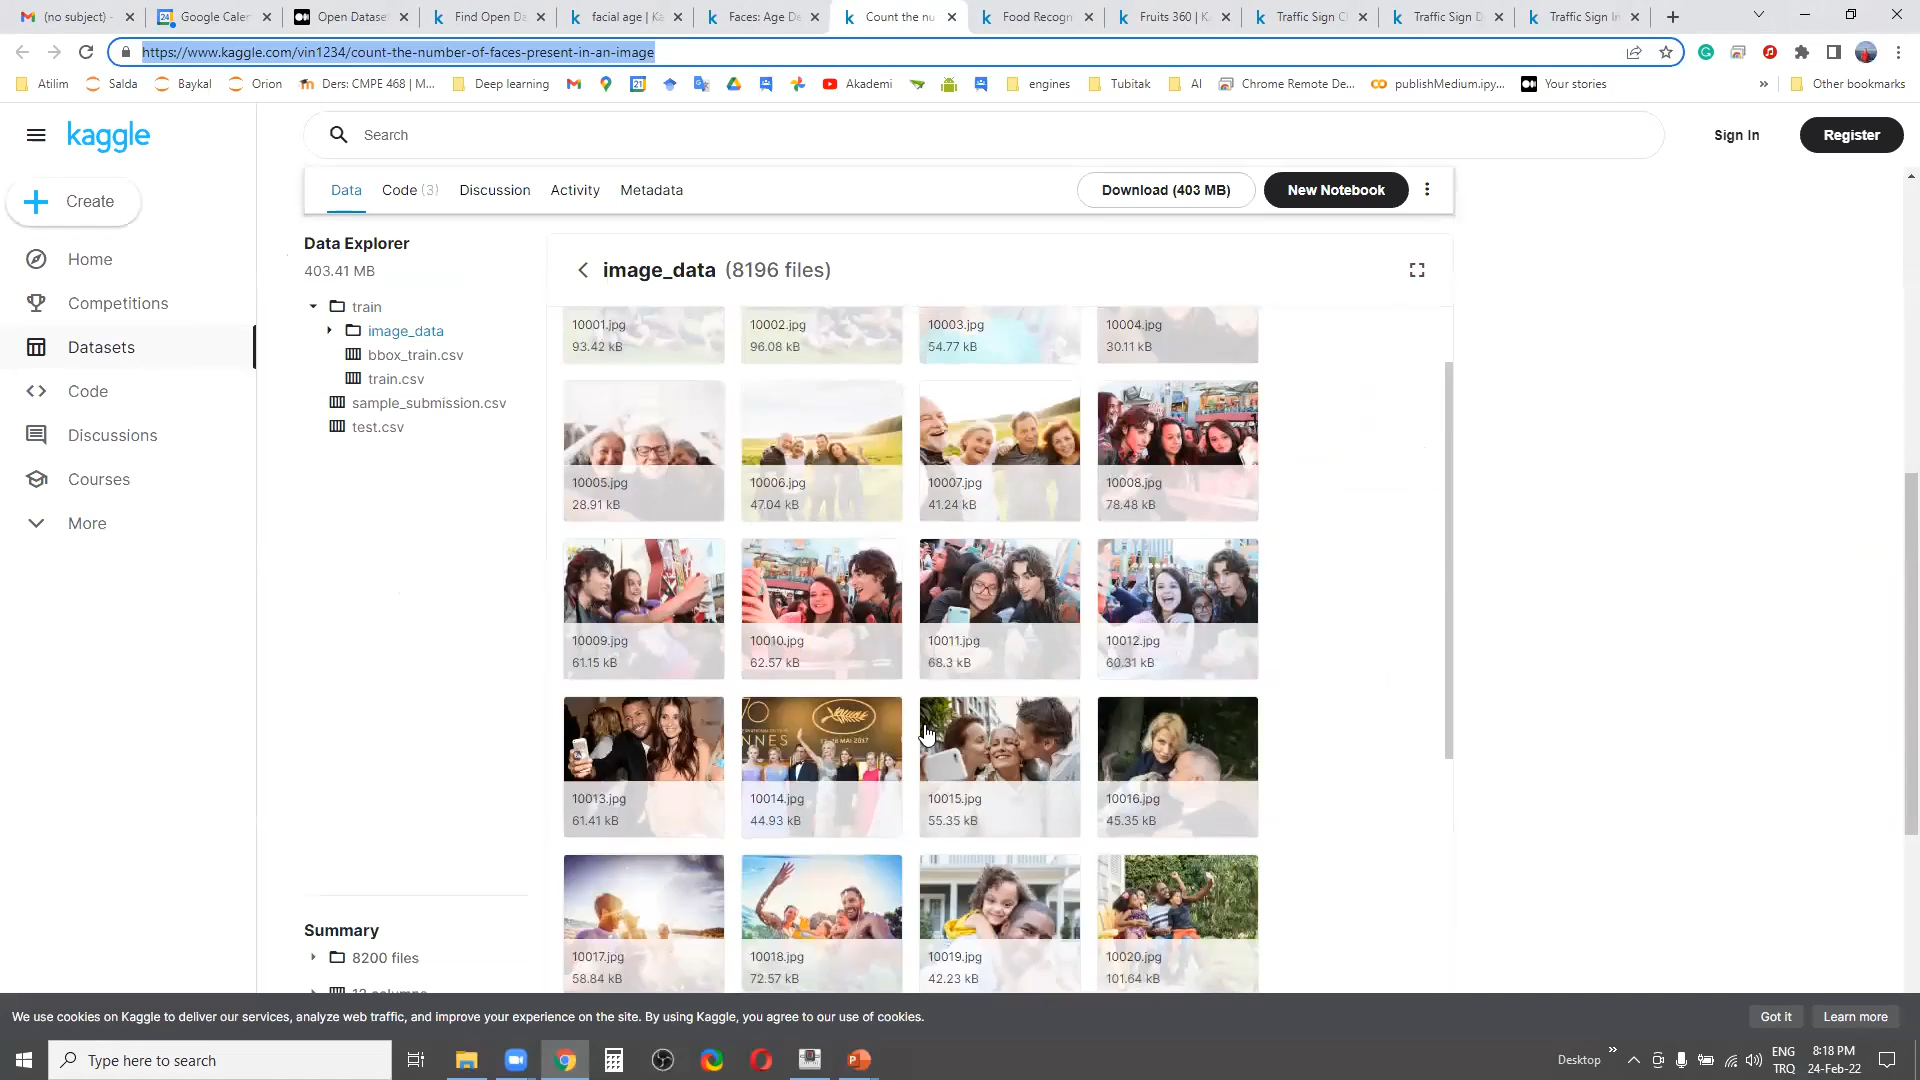 (no subject) -
Google Caler
Open Dataset
Find Open Da
facial age | Ka
Faces: Age De
Count the nu
Food Recogn
Fruits 360 | K
Traffic Sign C
Traffic Sign D
Traffic Sign In
https://www.kaggle.com/vin1234/count-the-number-of-faces-present-in-an-image
Atilim Salda Baykal Orion Ders: CMPE 468 | M... Deep learning Akademi engines Tubitak AI Chrome Remote De... publishMedium.ipy... Your stories » Other bookmarks
kaggle
Search
Sign In
Register
Create
Home
Competitions
Datasets
Code
Discussions
Courses
More
Data Code (3) Discussion Activity Metadata
Download (403 MB)
New Notebook
Data Explorer
403.41 MB
train
image_data
bbox_train.csv
train.csv
sample_submission.csv
test.csv
Summary
8200 files
image_data (8196 files)
10001.jpg 10002.jpg 10003.jpg 10004.jpg
93.42 kB 96.08 kB 54.77 kB 30.11 kB
10005.jpg 10006.jpg 10007.jpg 10008.jpg
28.91 kB 47.04 kB 41.24 kB 78.48 kB
10009.jpg 10010.jpg 10011.jpg 10012.jpg
61.15 kB 62.57 kB 68.3 kB 60.31 kB
10013.jpg 10014.jpg 10015.jpg 10016.jpg
61.41 kB 44.93 kB 55.35 kB 45.35 kB
10017.jpg 10018.jpg 10019.jpg 10020.jpg
58.84 kB 72.57 kB 42.23 kB 101.64 kB
We use cookies on Kaggle to deliver our services, analyze web traffic, and improve your experience on the site. By using Kaggle, you agree to our use of cookies.
Got it
Learn more
Type here to search
Desktop »
ENG
TRQ
8:18 PM
24-Feb-22